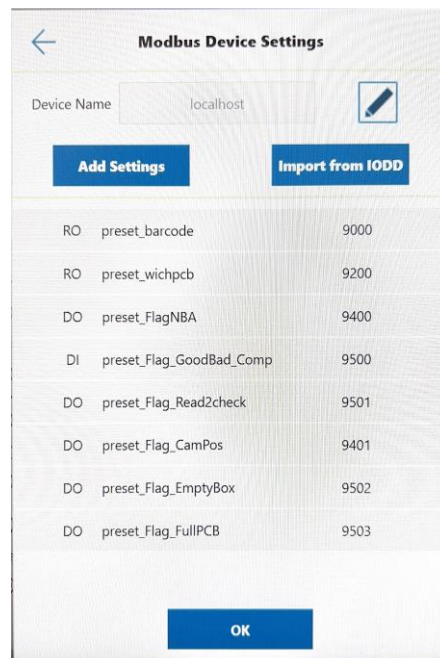 Modbus Device Settings
Device Name localhost
Add Settings Import from IODD
RO preset_barcode 9000
RO preset_wichpcb 9200
DO preset_FlagNBA 9400
DI preset_Flag_GoodBad_Comp 9500
DO preset_Flag_Read2check 9501
DO preset_Flag_CamPos 9401
DO preset_Flag_EmptyBox 9502
DO preset_Flag_FullPCB 9503
OK